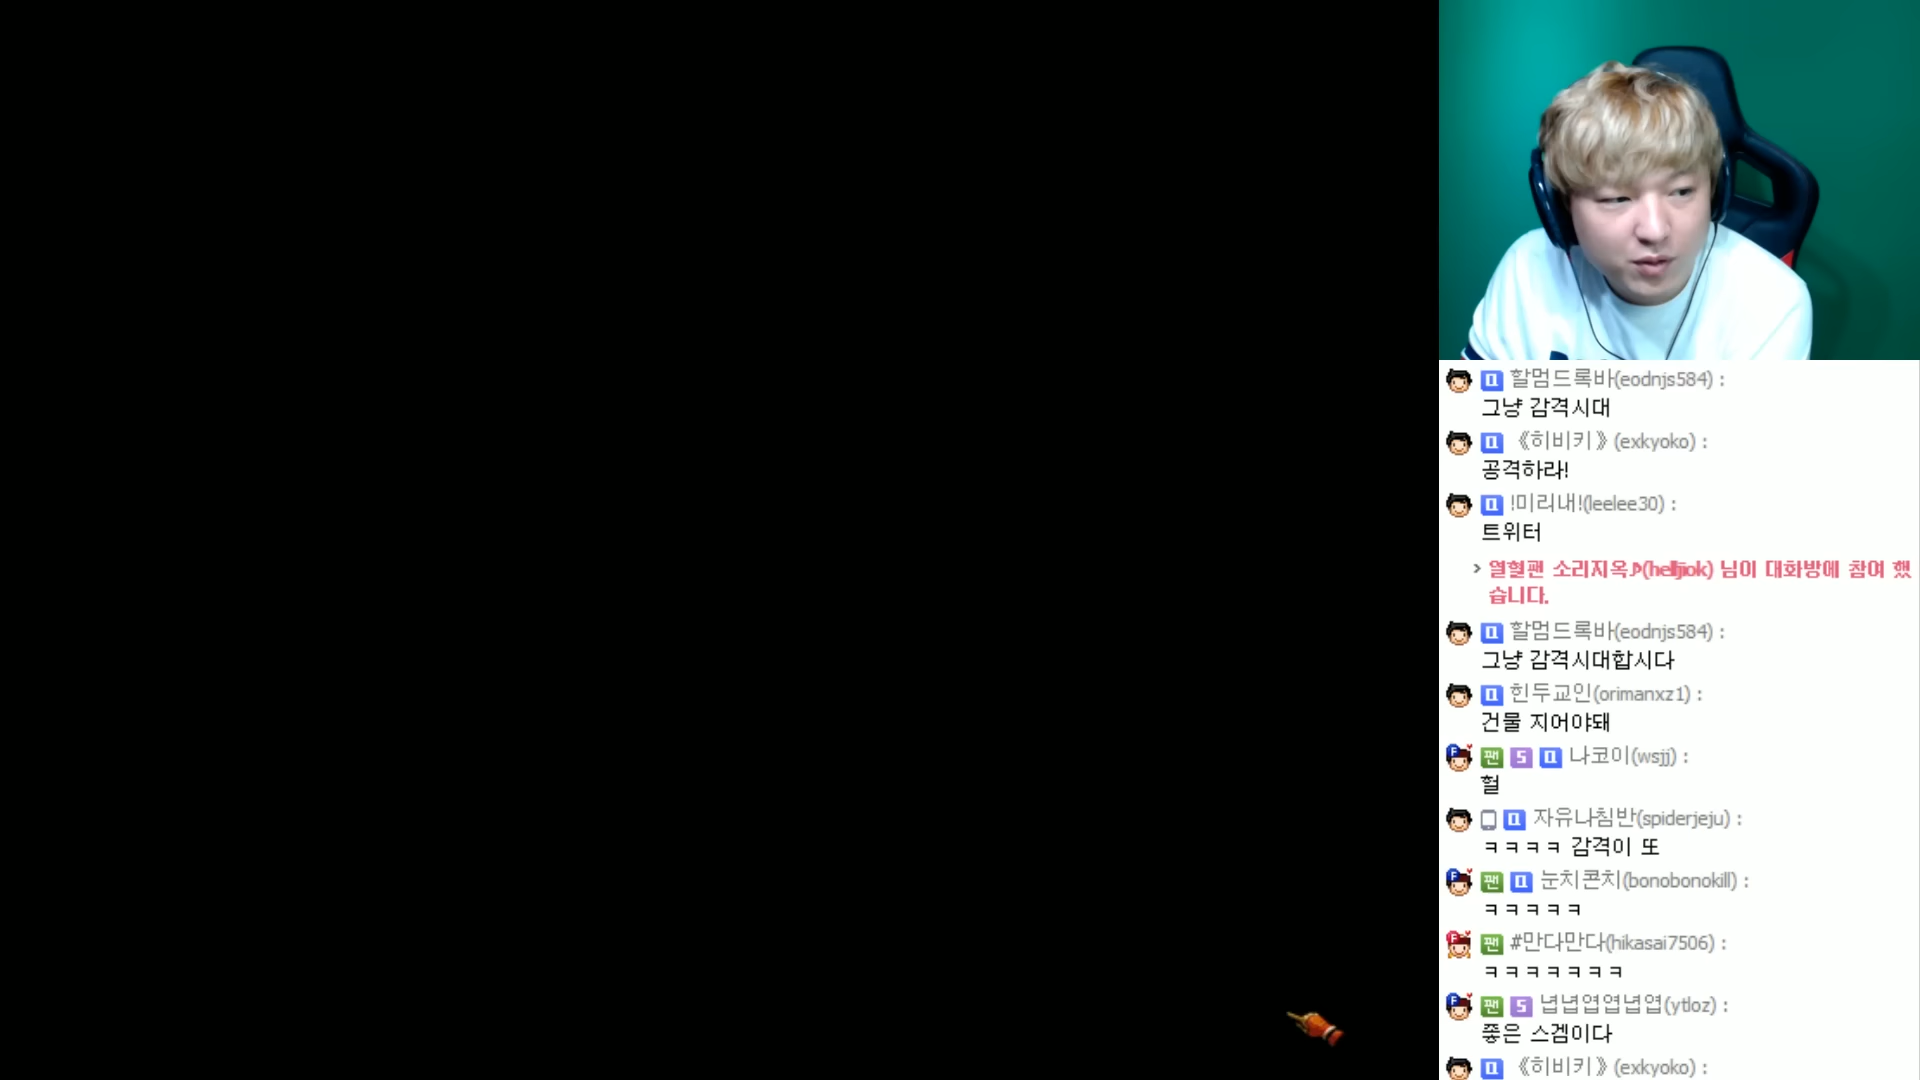 할멈드록바(eodnjs584) :
그냥 감격시대
《히비키》(exkyoko) :
공격하라!
!미리내!(leelee30) :
트위터
> 열혈팬 소리지옥♪(helljiok) 님이 대화방에 참여 했
습니다.
할멈드록바(eodnjs584) :
그냥 감격시대합시다
힌두교인(orimanxz1) :
건물 지어야돼
팬 S 나코이(wsjj) :
헐
자유나침반(spiderjeju) :
ㅋㅋㅋㅋ 감격이 또
팬 눈치콘치(bonobonokill) :
ㅋㅋㅋㅋㅋ
팬 #만다만다(hikasai7506) :
ㅋㅋㅋㅋㅋㅋㅋ
팬 S 넙넙엽엽넙엽(ytloz) :
쫗은 스겜이다
《히비키》(exkyoko) :